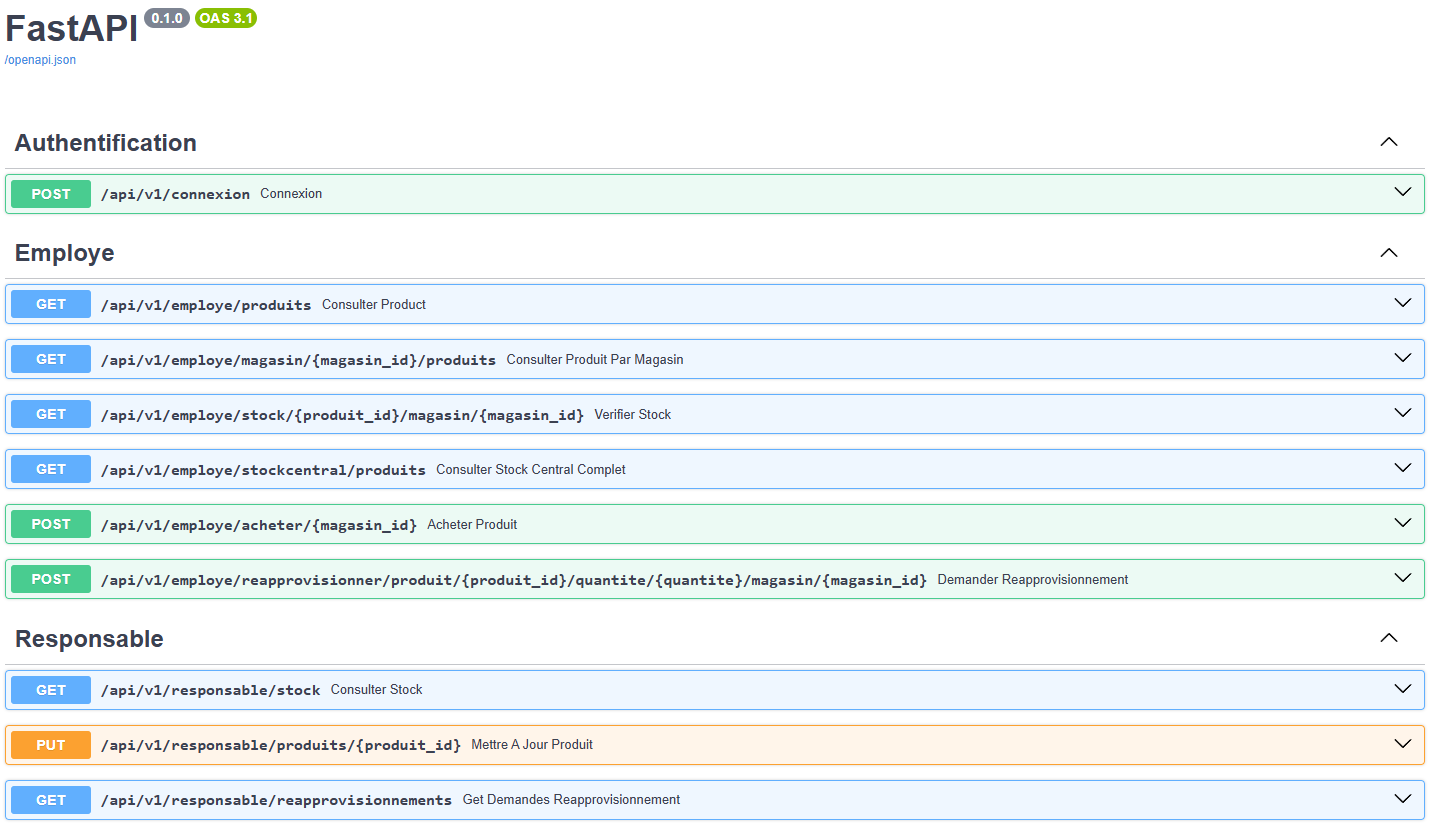 FastAPI 0.1.0 OAS 3.1
/openapi.json
Authentification
POST /api/v1/connexion Connexion
Employe
GET /api/v1/employe/produits Consulter Product
GET /api/v1/employe/magasin/{magasin_id}/produits Consulter Produit Par Magasin
GET /api/v1/employe/stock/{produit_id}/magasin/{magasin_id} Verifier Stock
GET /api/v1/employe/stockcentral/produits Consulter Stock Central Complet
POST /api/v1/employe/acheter/{magasin_id} Acheter Produit
POST /api/v1/employe/reapprovisionner/produit/{produit_id}/quantite/{quantite}/magasin/{magasin_id} Demander Reapprovisionnement
Responsable
GET /api/v1/responsable/stock Consulter Stock
PUT /api/v1/responsable/produits/{produit_id} Mettre A Jour Produit
GET /api/v1/responsable/reapprovisionnements Get Demandes Reapprovisionnement